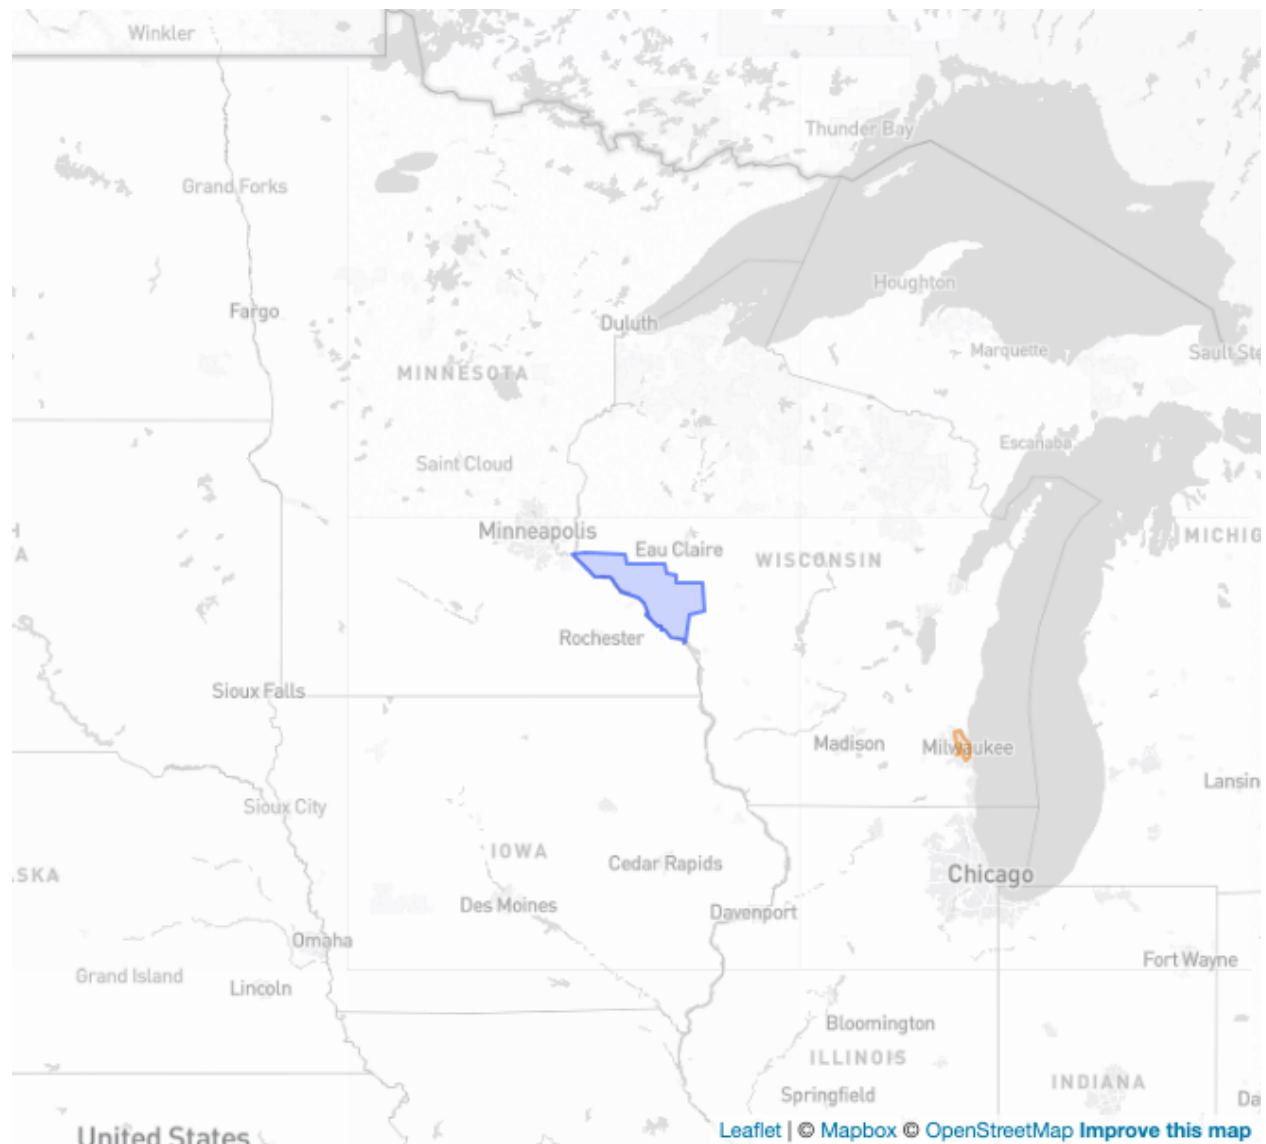 Winkler
Thunder Bay
Grand Forks
Houghton
Fargo
Duluth
Marquette
Sault Ste
MINNESOTA
Escanaba
Saint Cloud
Minneapolis
H
A
MICHIG
Eau Claire
WISCONSIN
Rochester
Sioux Falls
Madison
Milwaukee
Lansin
Sioux City
IOWA
Cedar Rapids
SKA
Chicago
Des Moines
Davenport
Omaha
Fort Wayne
Grand Island
Lincoln
Bloomington
ILLINOIS
INDIANA
Springfield
Da
United States
Leaflet | © Mapbox © OpenStreetMap Improve this map